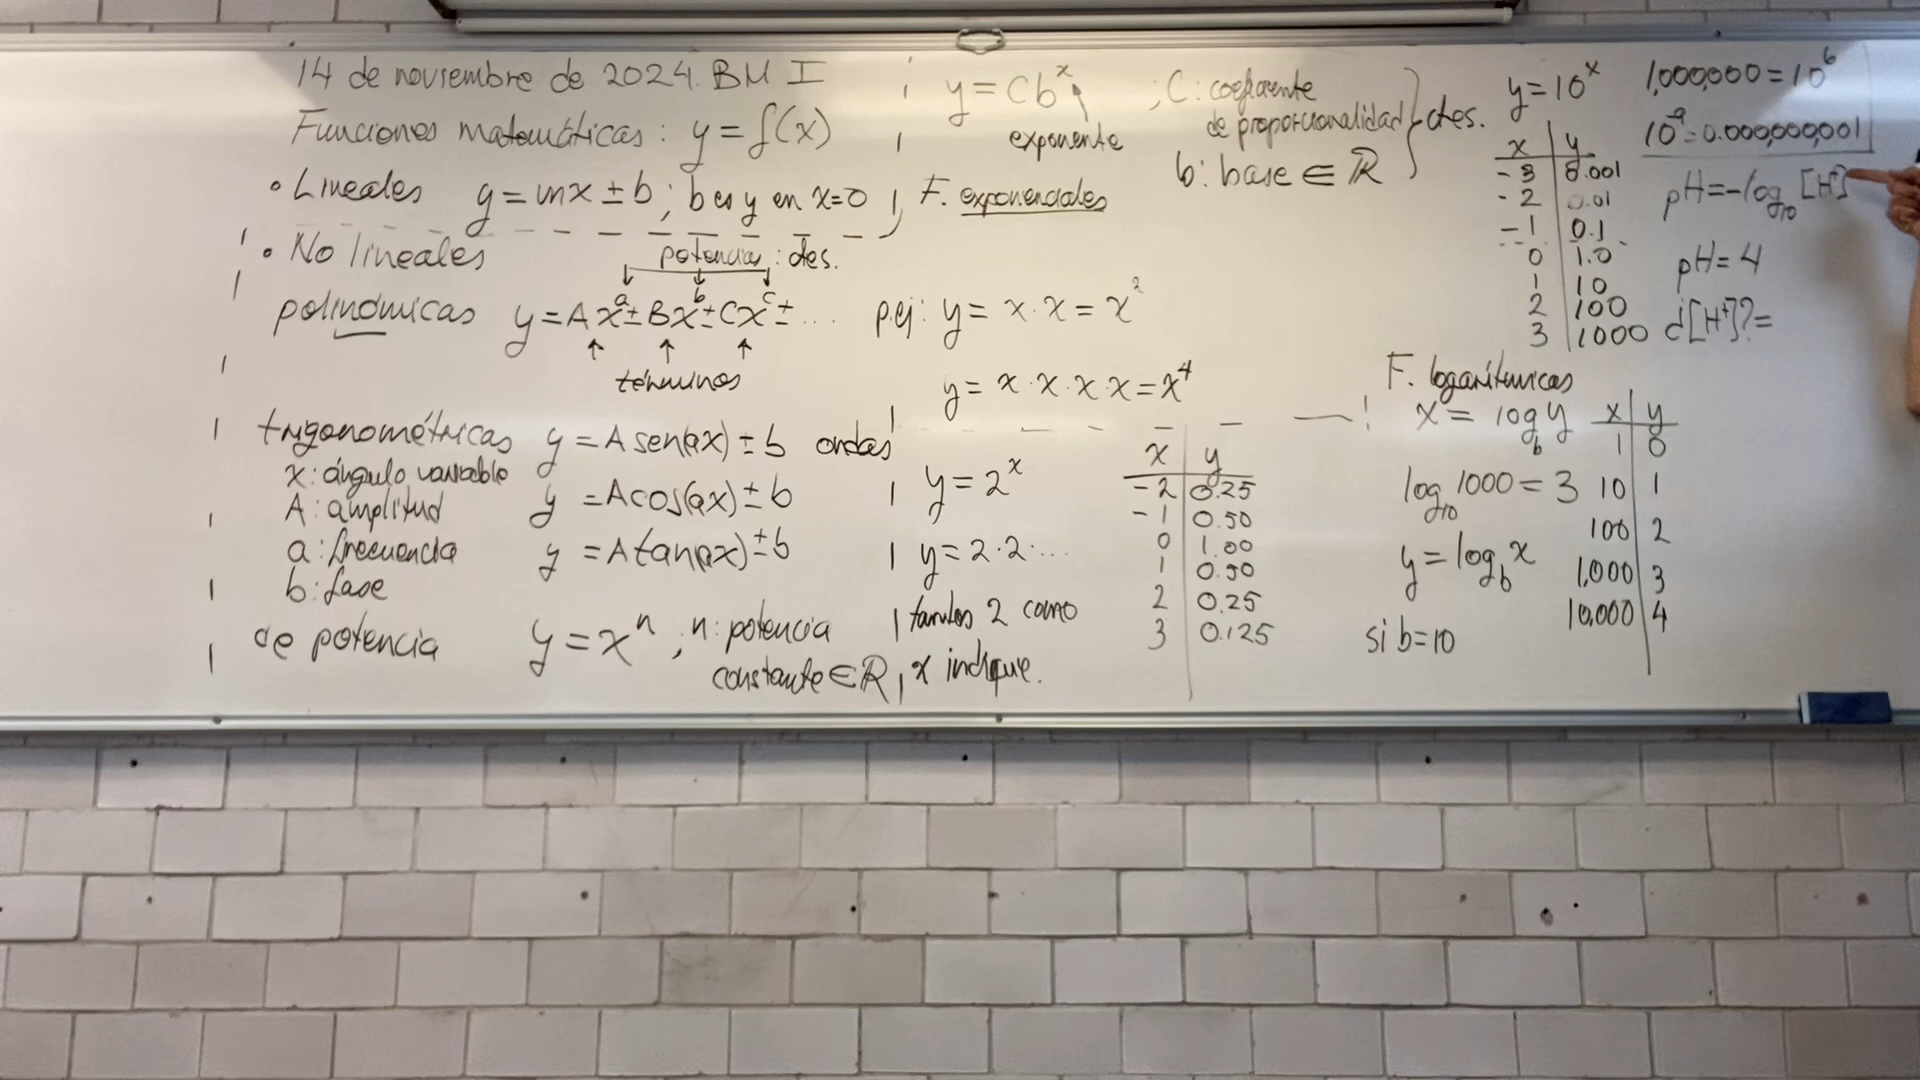 14 de noviembre de 2024. BM I
Funciones matemáticas: y = f(x)
• Lineales y = mx ± b ; b es y en x=0
• No lineales
potencias: ctes.
polinómicas y = Ax^a ± Bx^b ± Cx^c ± ...
términos
trigonométricas y = A sen(ax) ± b ondas
x: ángulo variable
y = A cos(ax) ± b
A: amplitud
a: frecuencia
y = A tan(ax) ± b
b: fase
de potencia y = x^n ; n: potencia
constante ∈ ℝ
y = Cb^x
exponente
; C: coeficiente
de proporcionalidad
b: base ∈ ℝ
ctes.
F. exponenciales
p.ej: y = x·x = x²
y = x·x·x·x = x⁴
y = 2^x
y = 2·2·...
tantos 2 como
x indique.
x | y
-2 | 0.25
-1 | 0.50
0 | 1.00
1 | 0.50
2 | 0.25
3 | 0.125
y = 10^x
x | y
-3 | 0.001
-2 | 0.01
-1 | 0.1
0 | 1.0
1 | 10
2 | 100
3 | 1000
1,000,000 = 10⁶
10⁻⁹ = 0.000,000,001
pH = -log₁₀ [H⁺]
pH = 4
¿[H⁺]? =
F. logarítmicas
x = log_b y
log₁₀ 1000 = 3
y = log_b x
si b = 10
x | y
1 | 0
10 | 1
100 | 2
1,000 | 3
10,000 | 4